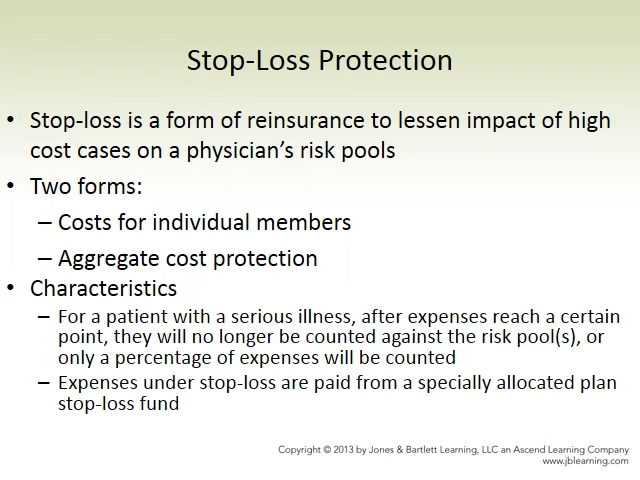 Stop-Loss Protection
• Stop-loss is a form of reinsurance to lessen impact of high
cost cases on a physician’s risk pools
• Two forms:
– Costs for individual members
– Aggregate cost protection
• Characteristics
– For a patient with a serious illness, after expenses reach a certain
point, they will no longer be counted against the risk pool(s), or
only a percentage of expenses will be counted
– Expenses under stop-loss are paid from a specially allocated plan
stop-loss fund
Copyright © 2013 by Jones & Bartlett Learning, LLC an Ascend Learning Company
www.jblearning.com